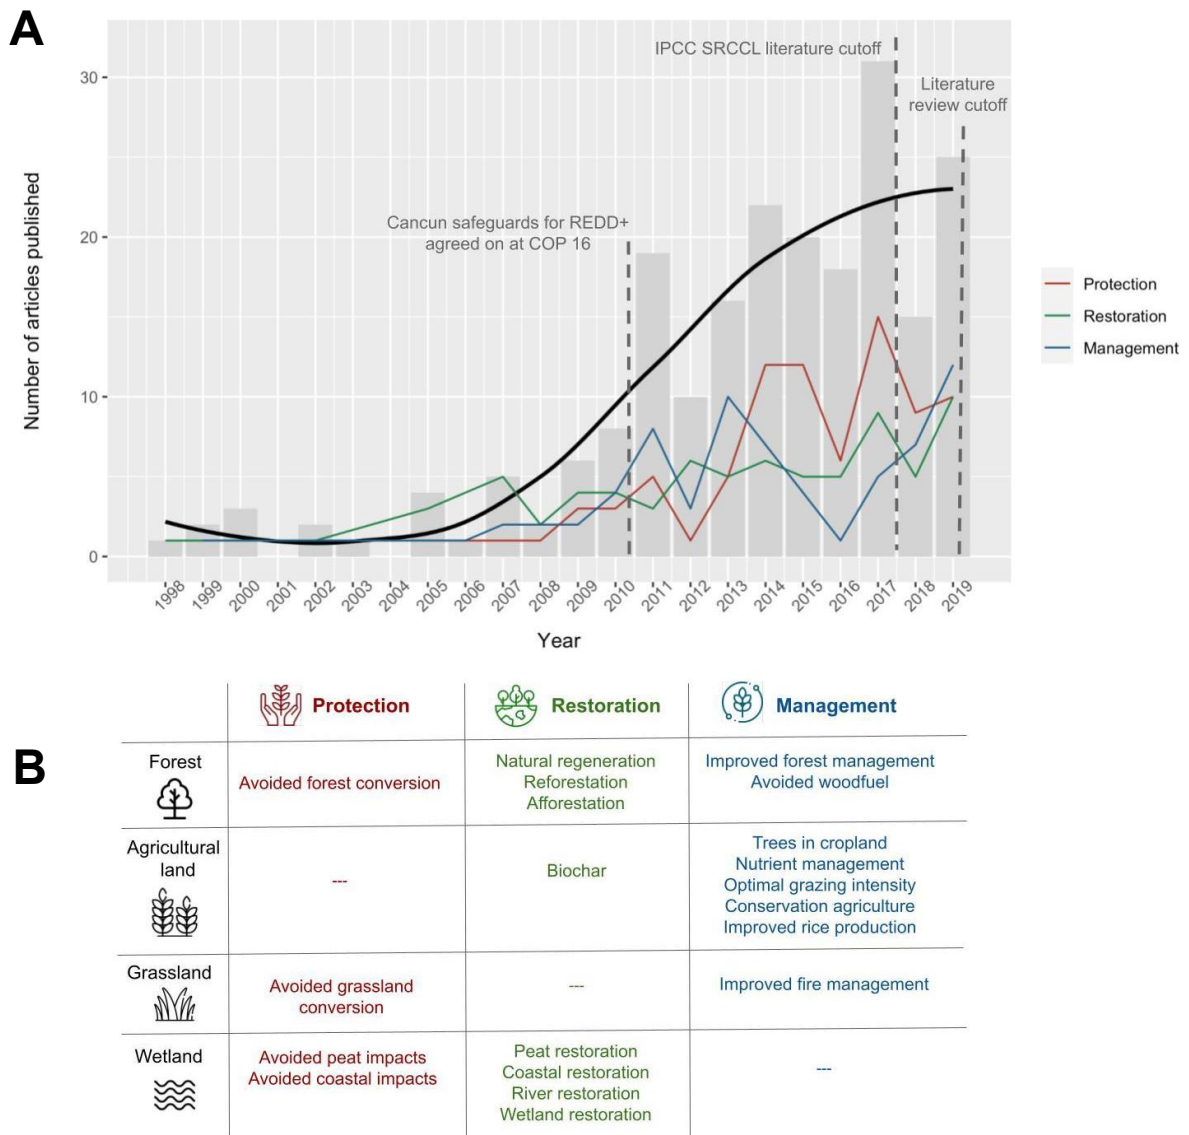 A
IPCC SRCCL literature cutoff
Literature
review cutoff
Cancun safeguards for REDD+
agreed on at COP 16
Number of articles published
30
20
10
0
1998
1999
2000
2001
2002
2003
2004
2005
2006
2007
2008
2009
2010
2011
2012
2013
2014
2015
2016
2017
2018
2019
Year
Protection
Restoration
Management
B
Protection
Restoration
Management
Forest
Avoided forest conversion
Natural regeneration
Reforestation
Afforestation
Improved forest management
Avoided woodfuel
Agricultural
land
---
Biochar
Trees in cropland
Nutrient management
Optimal grazing intensity
Conservation agriculture
Improved rice production
Grassland
Avoided grassland
conversion
---
Improved fire management
Wetland
Avoided peat impacts
Avoided coastal impacts
Peat restoration
Coastal restoration
River restoration
Wetland restoration
---